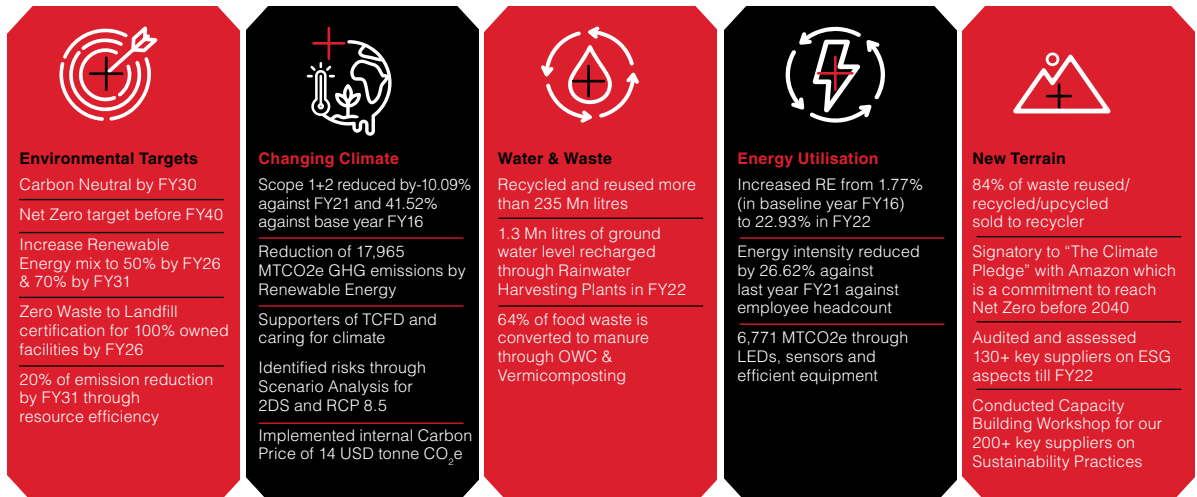 Environmental Targets
Carbon Neutral by FY30
Net Zero target before FY40
Increase Renewable
Energy mix to 50% by FY26
& 70% by FY31
Zero Waste to Landfill
certification for 100% owned
facilities by FY26
20% of emission reduction
by FY31 through
resource efficiency
Changing Climate
Scope 1+2 reduced by-10.09%
against FY21 and 41.52%
against base year FY16
Reduction of 17,965
MTCO2e GHG emissions by
Renewable Energy
Supporters of TCFD and
caring for climate
Identified risks through
Scenario Analysis for
2DS and RCP 8.5
Implemented internal Carbon
Price of 14 USD tonne CO₂e
Water & Waste
Recycled and reused more
than 235 Mn litres
1.3 Mn litres of ground
water level recharged
through Rainwater
Harvesting Plants in FY22
64% of food waste is
converted to manure
through OWC &
Vermicomposting
Energy Utilisation
Increased RE from 1.77%
(in baseline year FY16)
to 22.93% in FY22
Energy intensity reduced
by 26.62% against
last year FY21 against
employee headcount
6,771 MTCO2e through
LEDs, sensors and
efficient equipment
New Terrain
84% of waste reused/
recycled/upcycled
sold to recycler
Signatory to “The Climate
Pledge” with Amazon which
is a commitment to reach
Net Zero before 2040
Audited and assessed
130+ key suppliers on ESG
aspects till FY22
Conducted Capacity
Building Workshop for our
200+ key suppliers on
Sustainability Practices